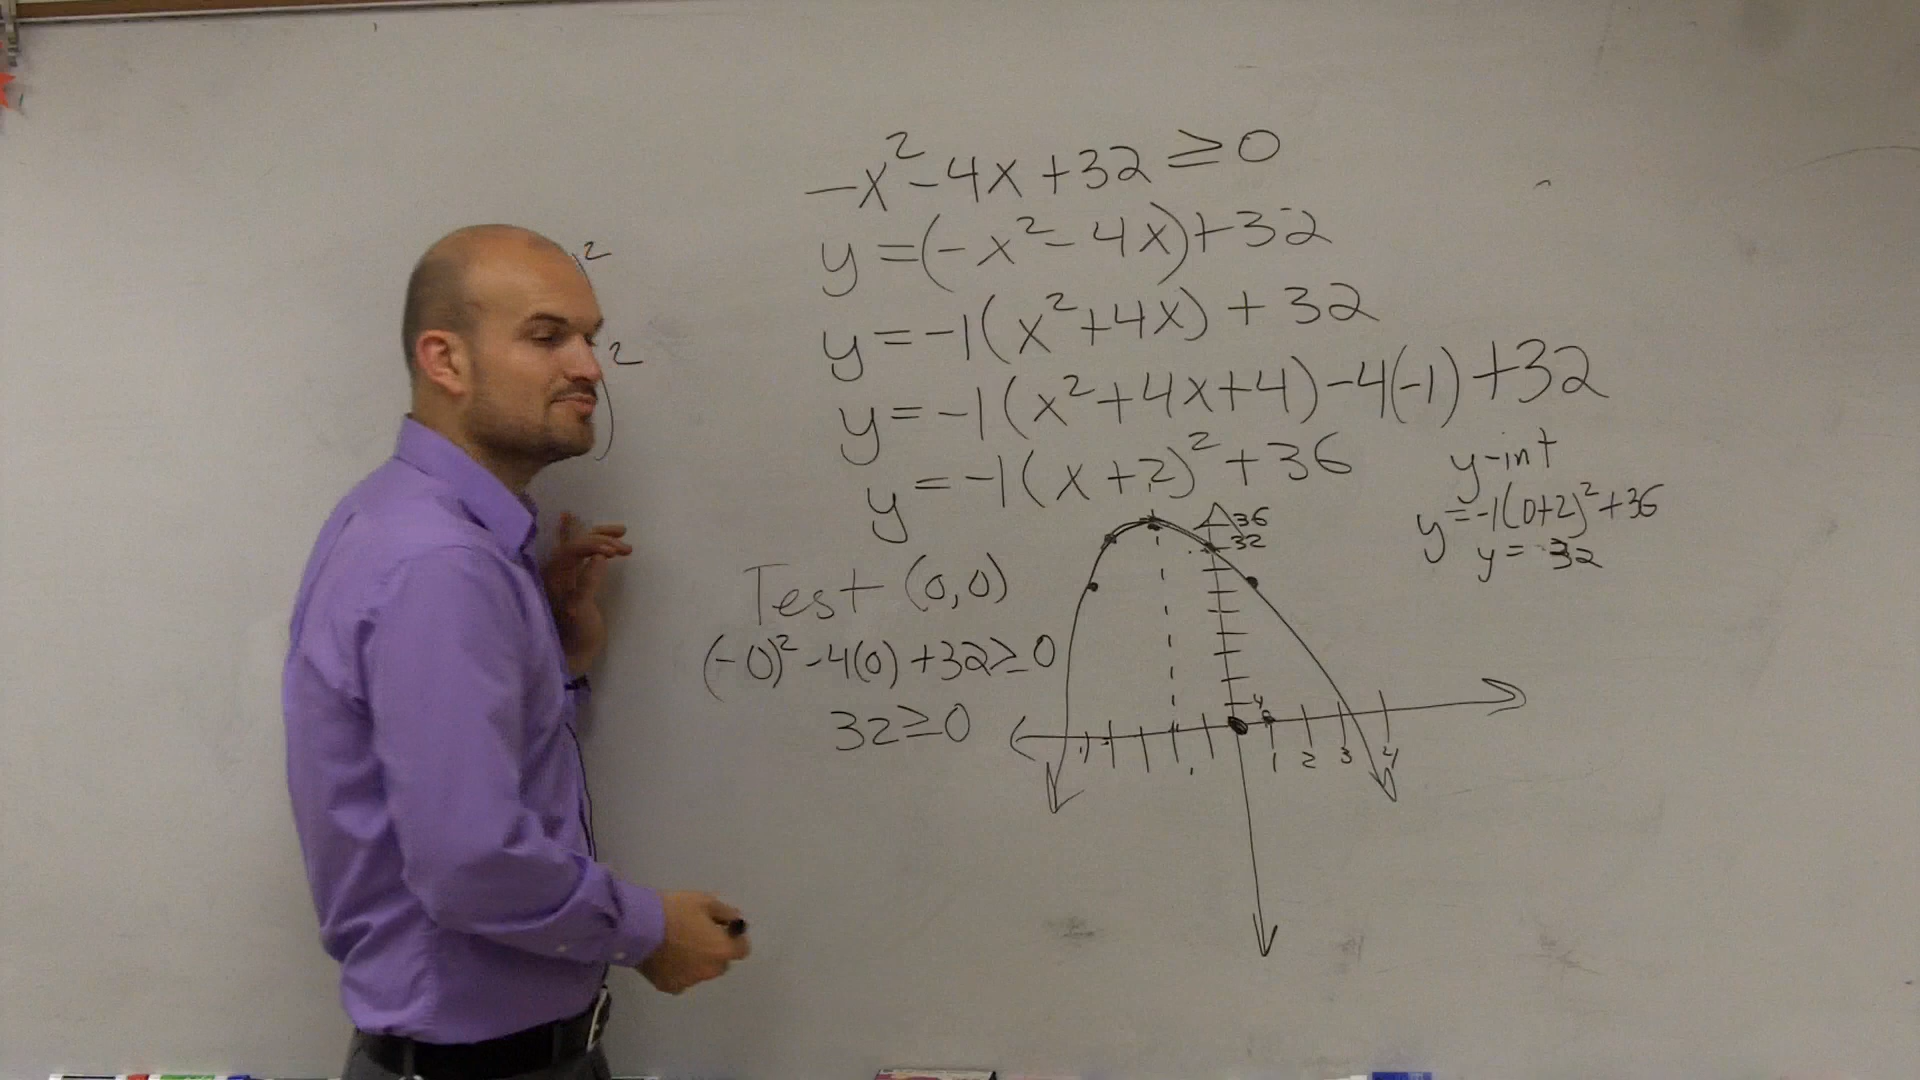 -x² - 4x + 32 ≥ 0
y = (-x² - 4x) + 32
y = -1(x² + 4x) + 32
y = -1(x² + 4x + 4) - 4(-1) + 32
y = -1(x + 2)² + 36
y-int
y = -1(0+2)² + 36
y = 32
Test (0,0)
(-0)² - 4(0) + 32 ≥ 0
32 ≥ 0
36
32
4
1 2 3 4
2
)²